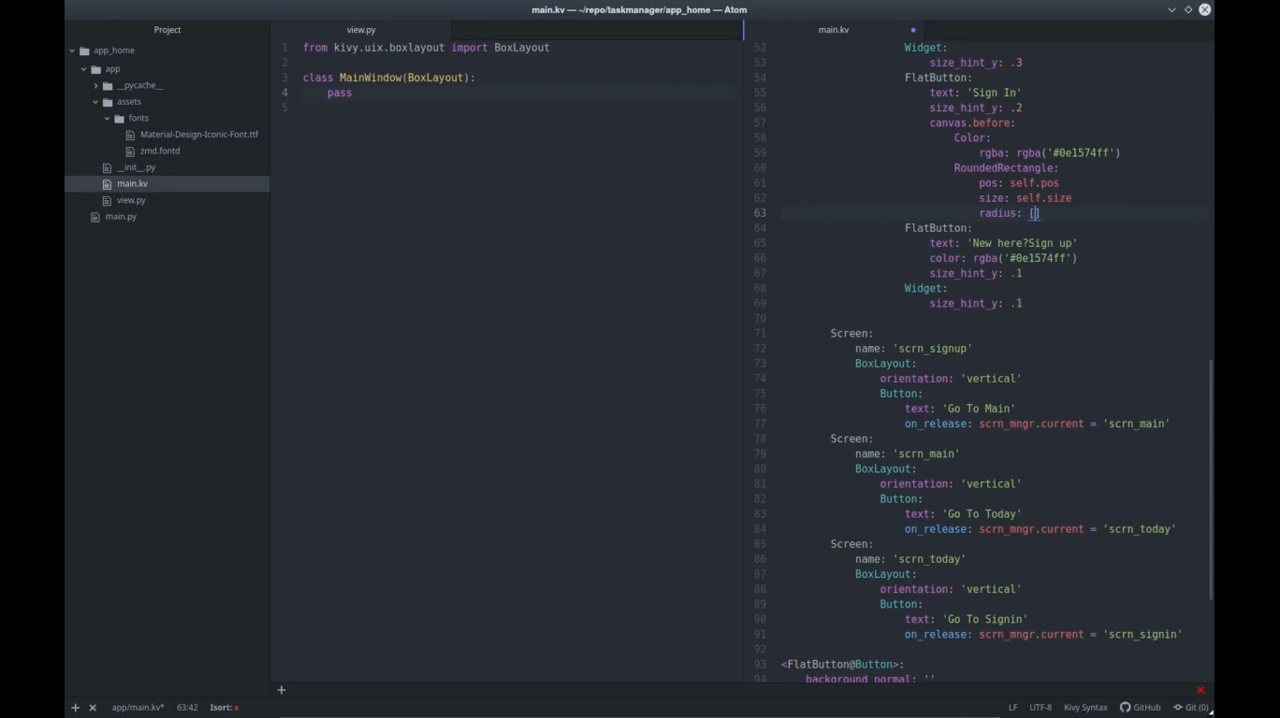 main.kv — ~/repo/taskmanager/app_home — Atom
Project
app_home
app
__pycache__
assets
fonts
Material-Design-Iconic-Font.ttf
zmd.fontd
__init__.py
main.kv
view.py
main.py
view.py
1 from kivy.uix.boxlayout import BoxLayout
2
3 class MainWindow(BoxLayout):
4 pass
5
main.kv
52 Widget:
53 size_hint_y: .3
54 FlatButton:
55 text: 'Sign In'
56 size_hint_y: .2
57 canvas.before:
58 Color:
59 rgba: rgba('#0e1574ff')
60 RoundedRectangle:
61 pos: self.pos
62 size: self.size
63 radius: []
64 FlatButton:
65 text: 'New here?Sign up'
66 color: rgba('#0e1574ff')
67 size_hint_y: .1
68 Widget:
69 size_hint_y: .1
70
71 Screen:
72 name: 'scrn_signup'
73 BoxLayout:
74 orientation: 'vertical'
75 Button:
76 text: 'Go To Main'
77 on_release: scrn_mngr.current = 'scrn_main'
78 Screen:
79 name: 'scrn_main'
80 BoxLayout:
81 orientation: 'vertical'
82 Button:
83 text: 'Go To Today'
84 on_release: scrn_mngr.current = 'scrn_today'
85 Screen:
86 name: 'scrn_today'
87 BoxLayout:
88 orientation: 'vertical'
89 Button:
90 text: 'Go To Signin'
91 on_release: scrn_mngr.current = 'scrn_signin'
92
93 <FlatButton@Button>:
94 background_normal: ''
app/main.kv* 63:42 Isort: x
LF UTF-8 Kivy Syntax GitHub Git (0)